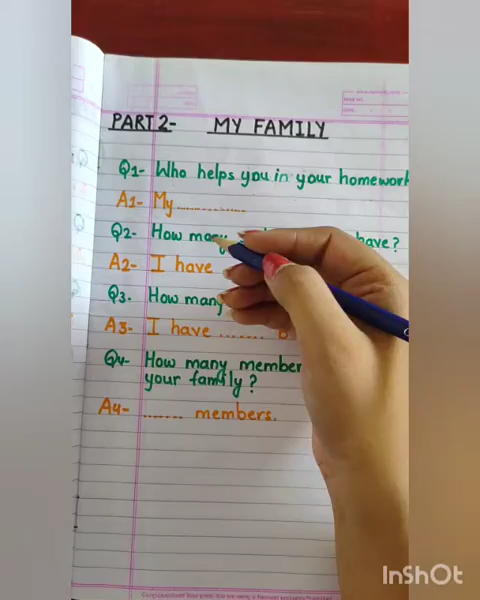 PART 2- MY FAMILY
Q1- Who helps you in your homework
A1- My ............
Q2- How many have?
A2- I have
Q3. How many
A3- I have .......
Q4- How many member
your family?
A4- ....... members.
InShOt